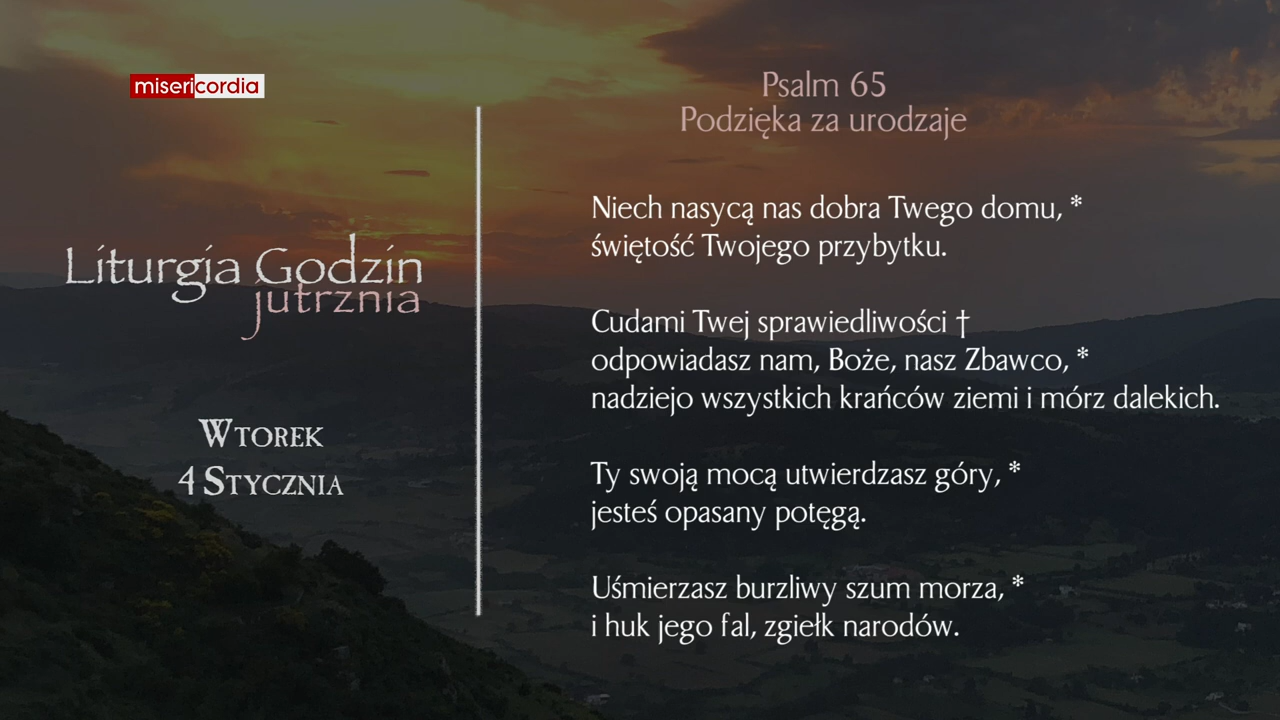 misericordia
Liturgia Godzin
jutrznia
Wtorek
4 Stycznia
Psalm 65
Podzięka za urodzaje
Niech nasycą nas dobra Twego domu, *
świętość Twojego przybytku.
Cudami Twej sprawiedliwości †
odpowiadasz nam, Boże, nasz Zbawco, *
nadziejo wszystkich krańców ziemi i mórz dalekich.
Ty swoją mocą utwierdzasz góry, *
jesteś opasany potęgą.
Uśmierzasz burzliwy szum morza, *
i huk jego fal, zgiełk narodów.